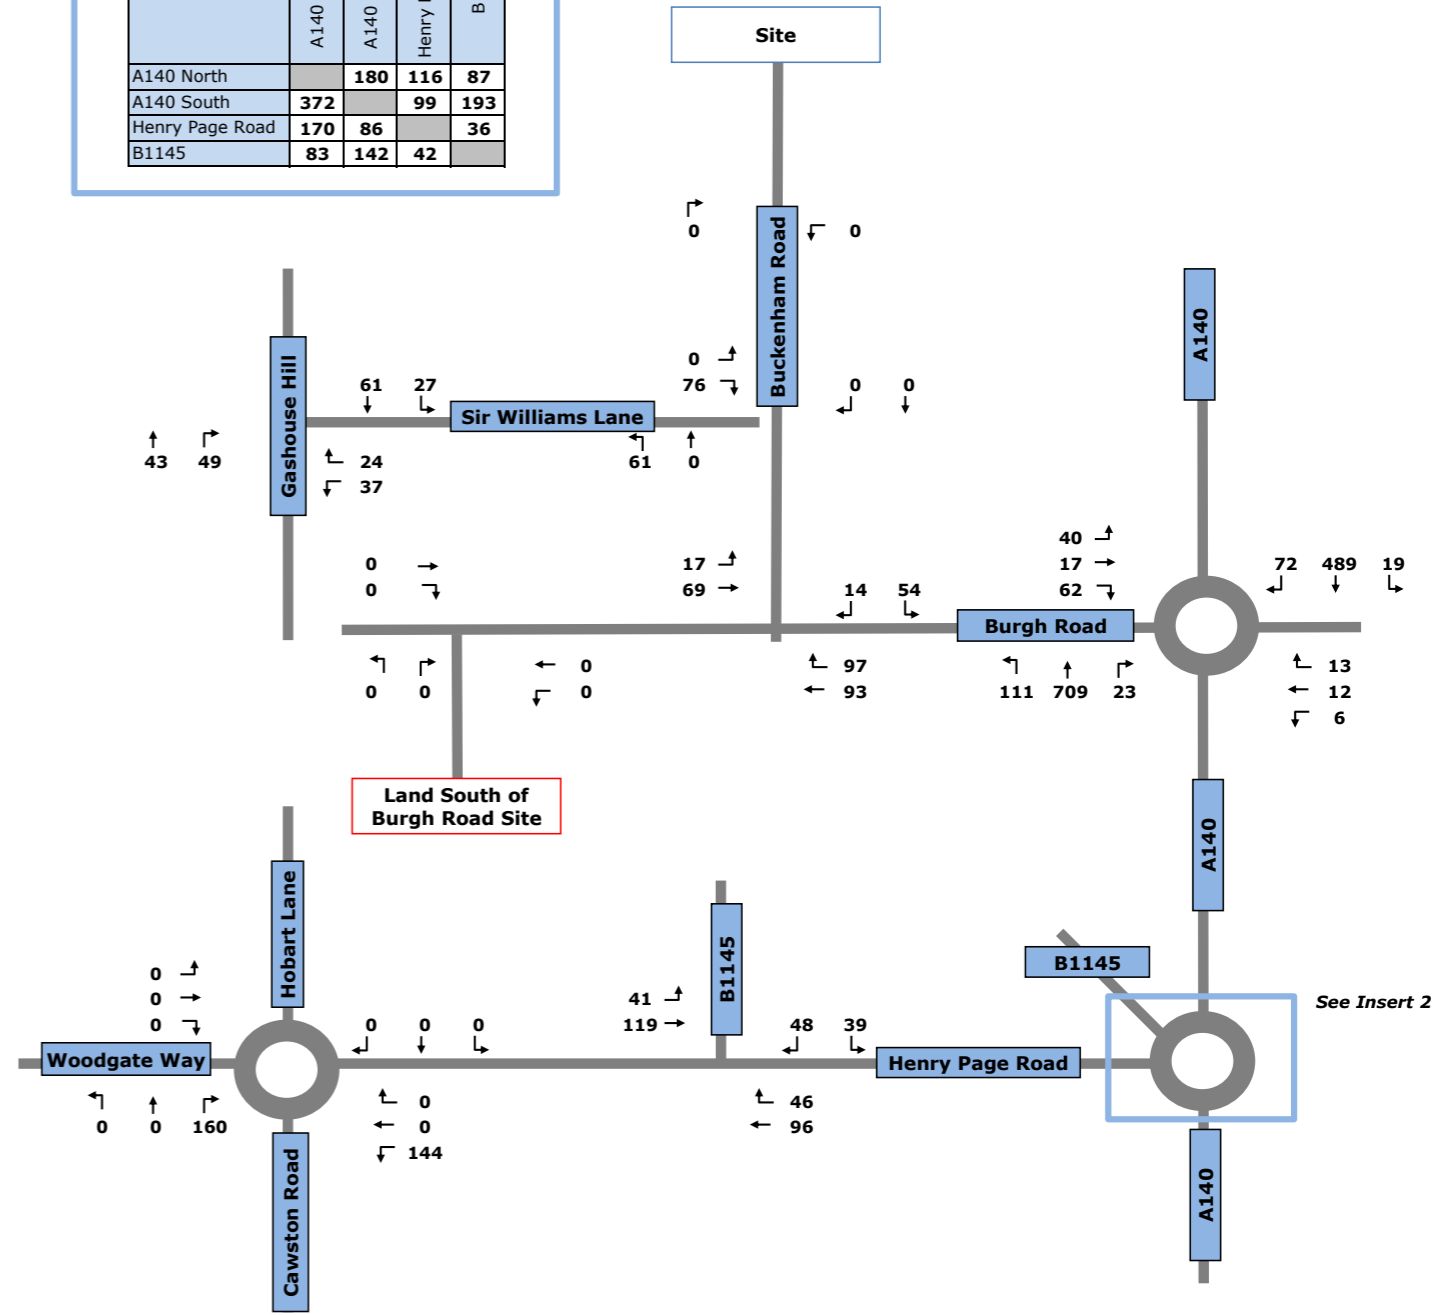 A140
A140
Henry
B
A140 North 180 116 87
A140 South 372 99 193
Henry Page Road 170 86 36
B1145 83 142 42
Site
0
Buckenham Road
0
Gashouse Hill
61 27
Sir Williams Lane
0
76
0 0
43 49
24
37
61 0
A140
0
0
17
69
14 54
40
17
62
Burgh Road
72 489 19
0 0
0
0
97
93
111 709 23
13
12
6
Land South of
Burgh Road Site
A140
Hobart Lane
B1145
B1145
See Insert 2
0
0
0
Woodgate Way
0 0 160
0 0 0
0
0
144
41
119
48 39
Henry Page Road
46
96
Cawston Road
A140